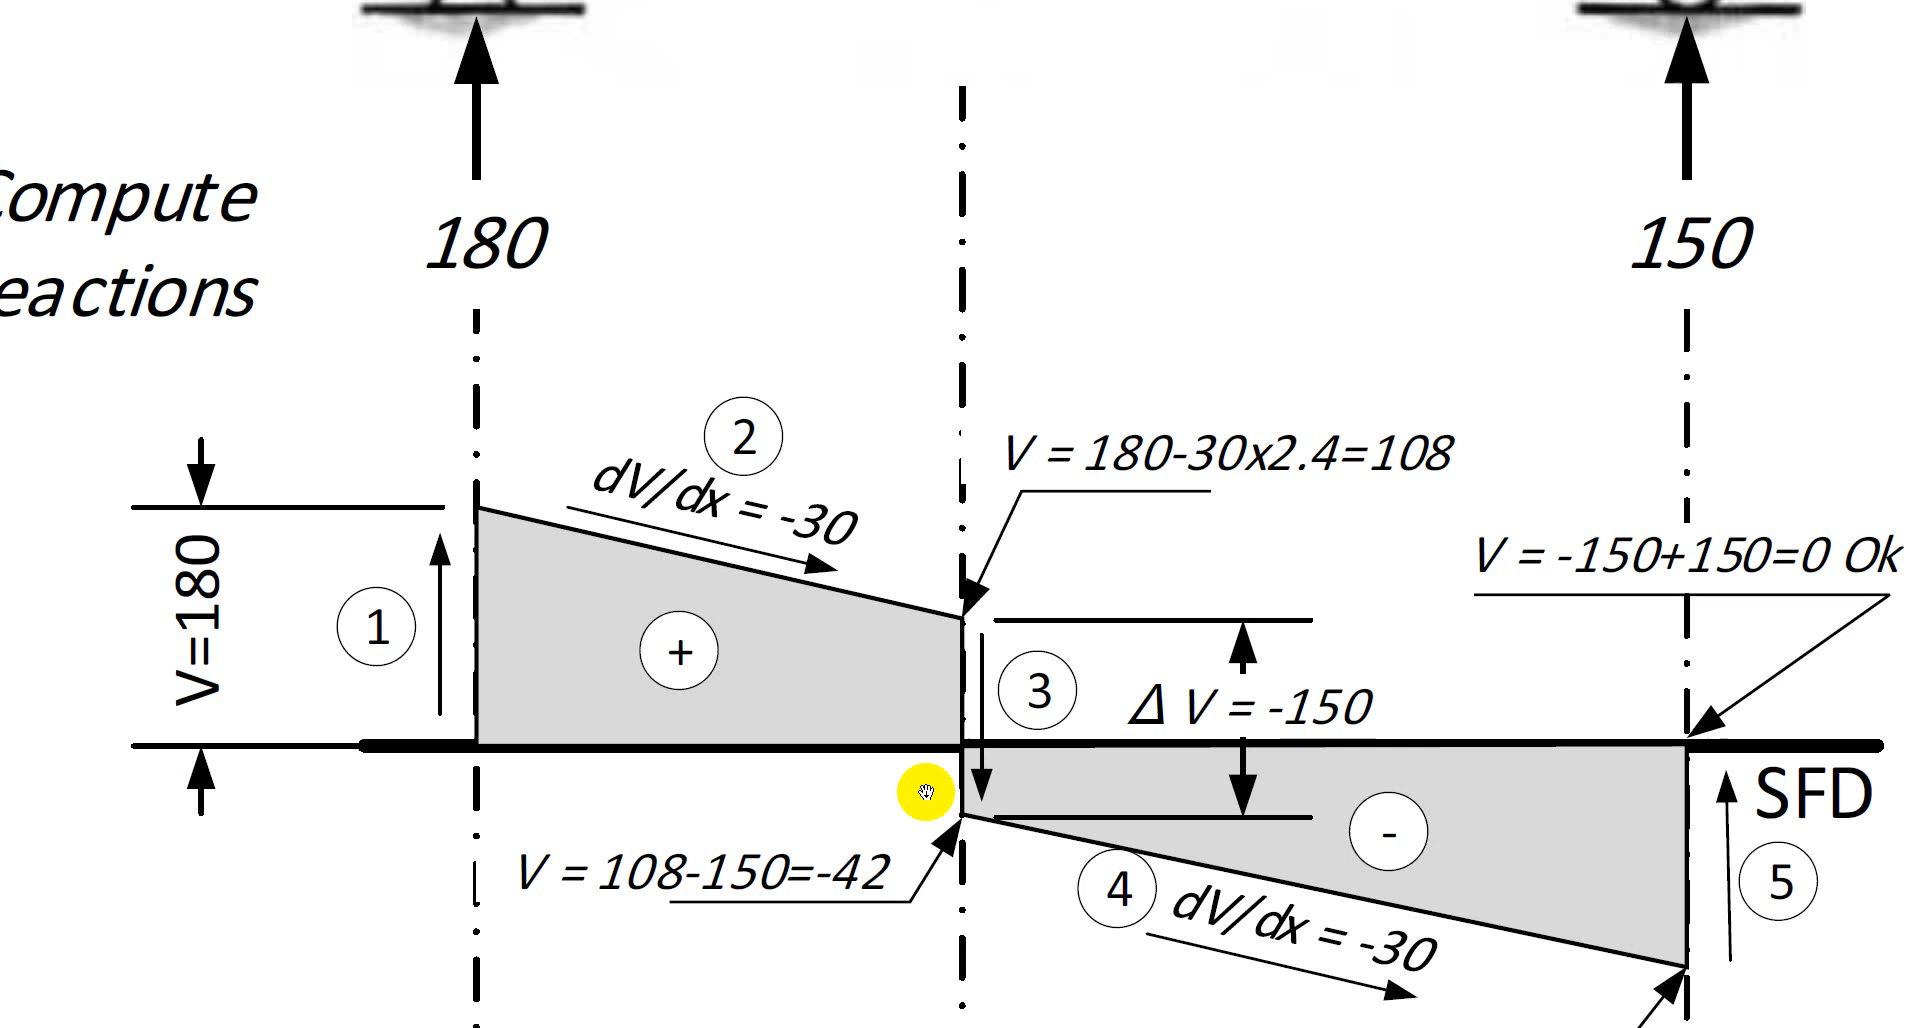 Compute
180
150
eactions
2
V = 180-30x2.4=108
dV/dx = -30
V = -150+150=0 Ok
V=180
1
+
3
Δ V = -150
SFD
-
V = 108-150=-42
4
5
dV/dx = -30